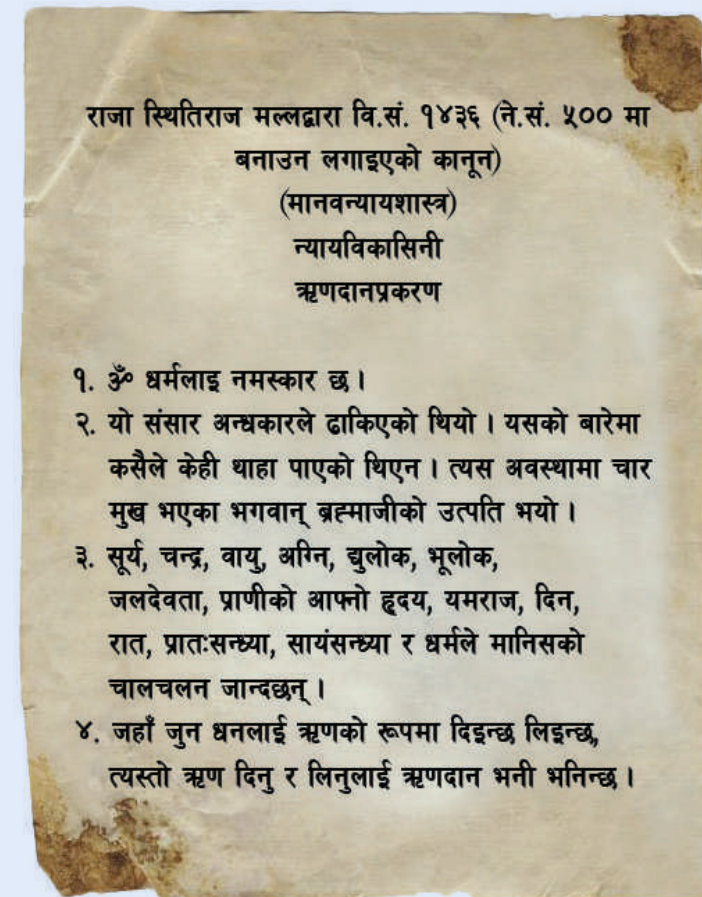 राजा स्थितिराज मल्लद्वारा वि.सं. १४३६ (ने.सं. ५०० मा
बनाउन लगाइएको कानून)
(मानवन्यायशास्त्र)
न्यायविकासिनी
ऋणदानप्रकरण
१. ॐ धर्मलाइ नमस्कार छ ।
२. यो संसार अन्धकारले ढाकिएको थियो । यसको बारेमा
कसैले केही थाहा पाएको थिएन । त्यस अवस्थामा चार
मुख भएका भगवान् ब्रह्माजीको उत्पति भयो ।
३. सूर्य, चन्द्र, वायु, अग्नि, द्युलोक, भूलोक,
जलदेवता, प्राणीको आफ्नो हृदय, यमराज, दिन,
रात, प्रातःसन्ध्या, सायंसन्ध्या र धर्मले मानिसको
चालचलन जान्दछन् ।
४. जहाँ जुन धनलाई ऋणको रूपमा दिइन्छ लिइन्छ,
त्यस्तो ऋण दिनु र लिनुलाई ऋणदान भनी भनिन्छ ।